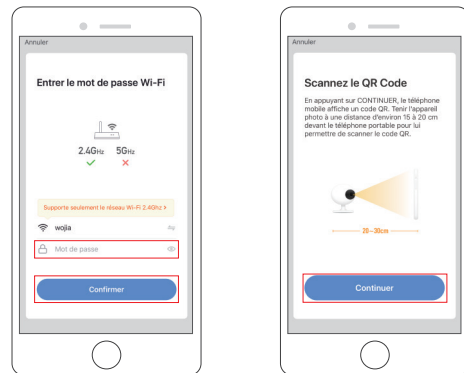 Annuler
Entrer le mot de passe Wi-Fi
2.4GHz 5GHz
Supporte seulement le réseau Wi-Fi 2.4Ghz >
wojia
Mot de passe
Confirmer
Annuler
Scannez le QR Code
En appuyant sur CONTINUER, le téléphone
mobile affiche un code QR. Tenir l'appareil
photo à une distance d'environ 15 à 20 cm
devant le téléphone portable pour lui
permettre de scanner le code QR.
20~30cm
Continuer